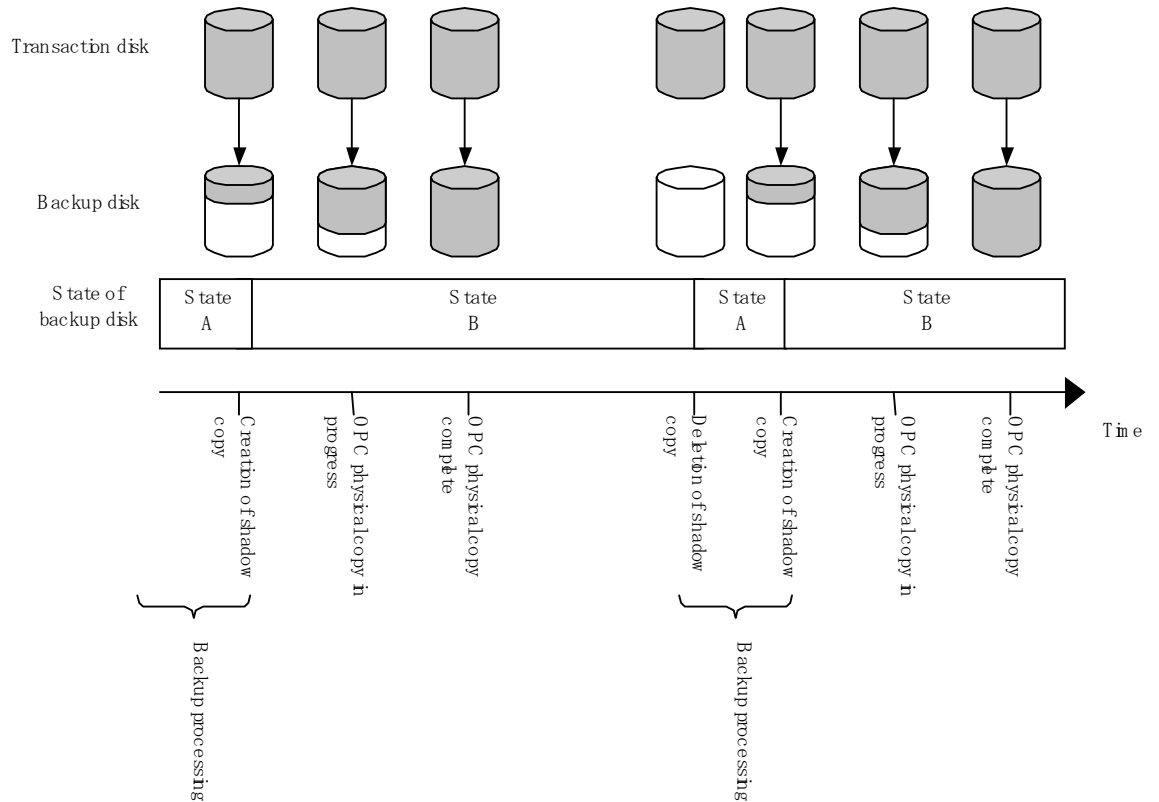 Transaction disk
Backup disk
State of
backup disk
State
A
State
B
State
A
State
B
Time
Creation of shadow
copy
OPC physical copy in
progress
OPC physical copy
complete
Deletion of shadow
copy
Creation of shadow
copy
OPC physical copy in
progress
OPC physical copy
complete
Backup processing
Backup processing